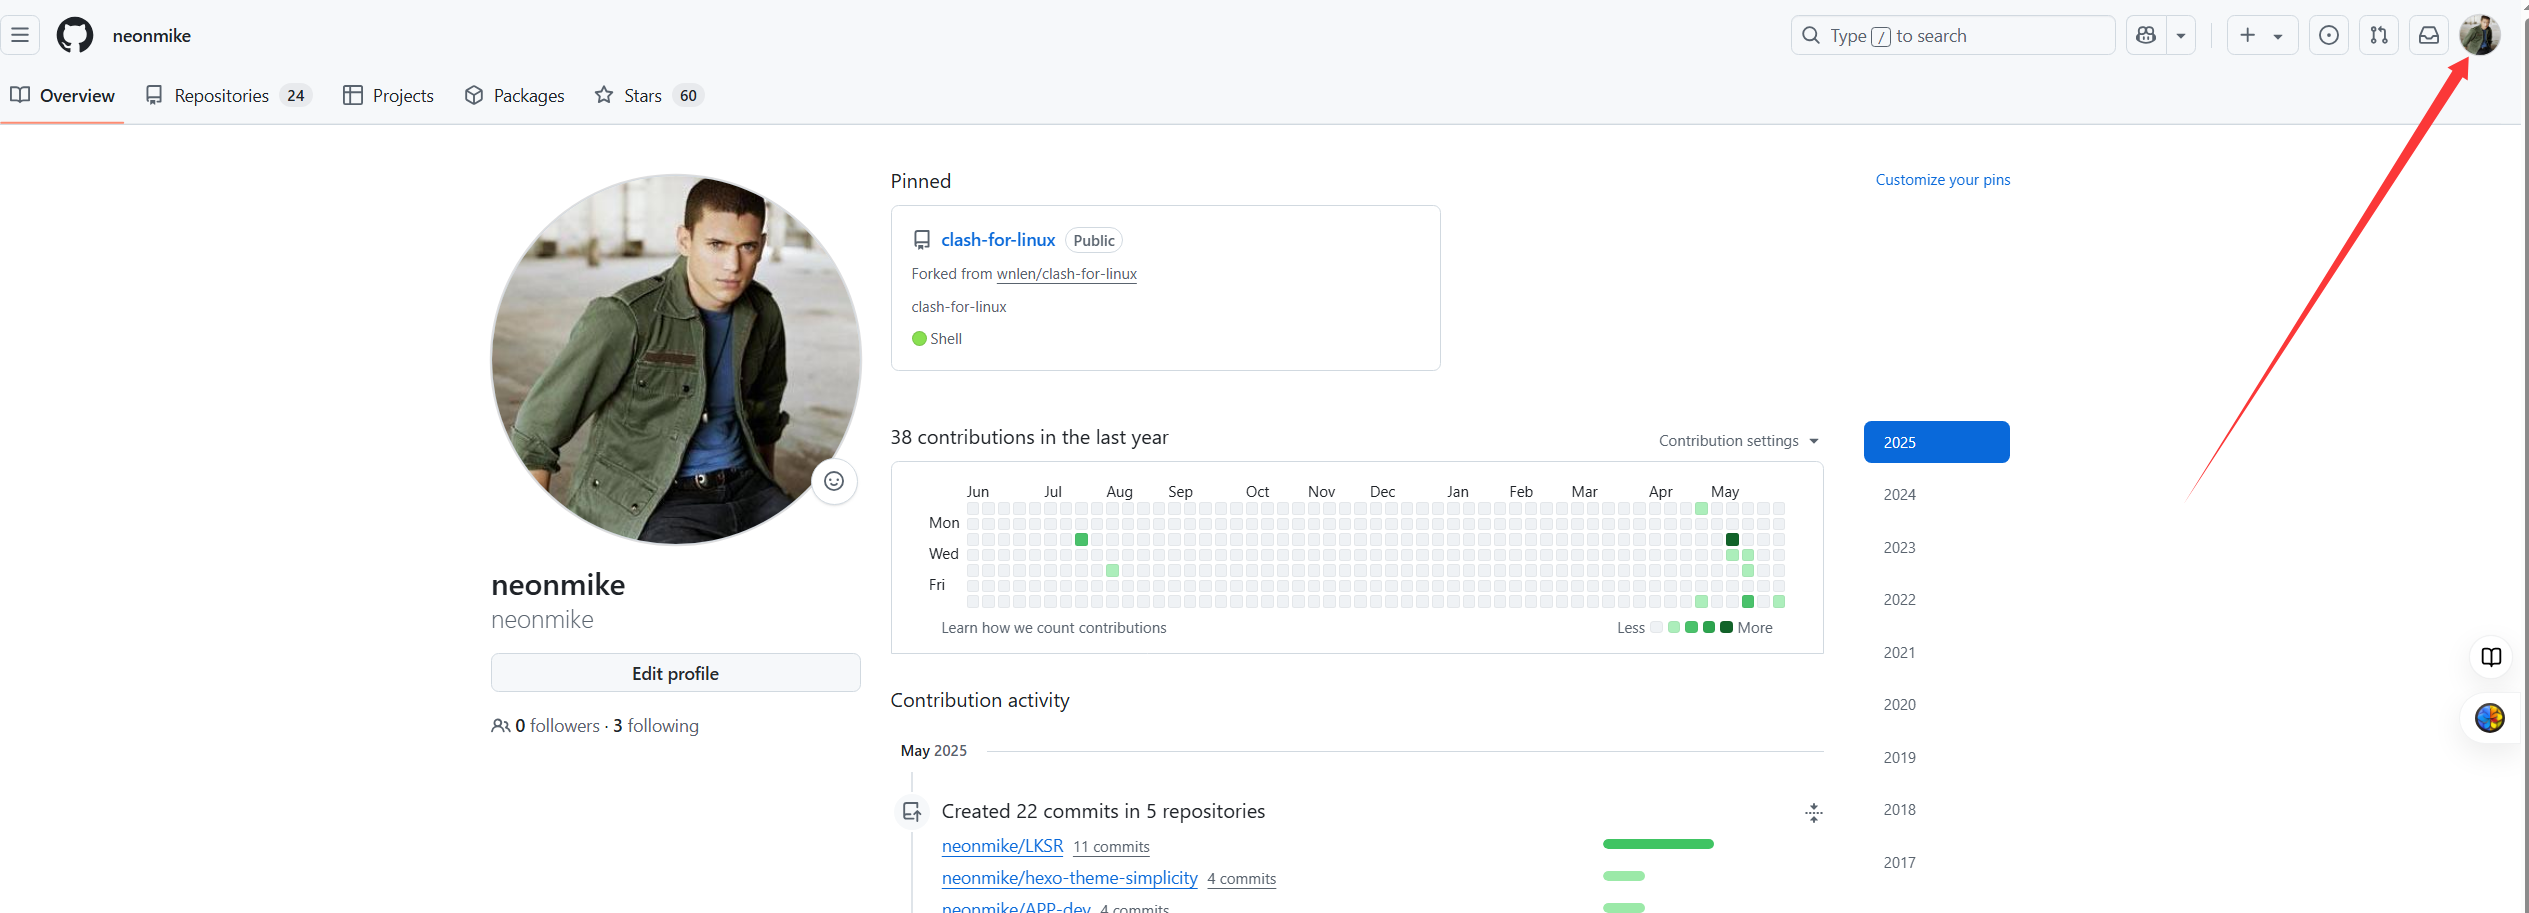 neonmike
Type / to search
Overview
Repositories 24
Projects
Packages
Stars 60
neonmike
neonmike
Edit profile
0 followers · 3 following
Pinned
Customize your pins
clash-for-linux Public
Forked from wnlen/clash-for-linux
clash-for-linux
Shell
38 contributions in the last year
Contribution settings
Jun Jul Aug Sep Oct Nov Dec Jan Feb Mar Apr May
Mon
Wed
Fri
Learn how we count contributions
Less More
2025
2024
2023
2022
2021
2020
2019
2018
2017
Contribution activity
May 2025
Created 22 commits in 5 repositories
neonmike/LKSR 11 commits
neonmike/hexo-theme-simplicity 4 commits
neonmike/APP-dev 4 commits